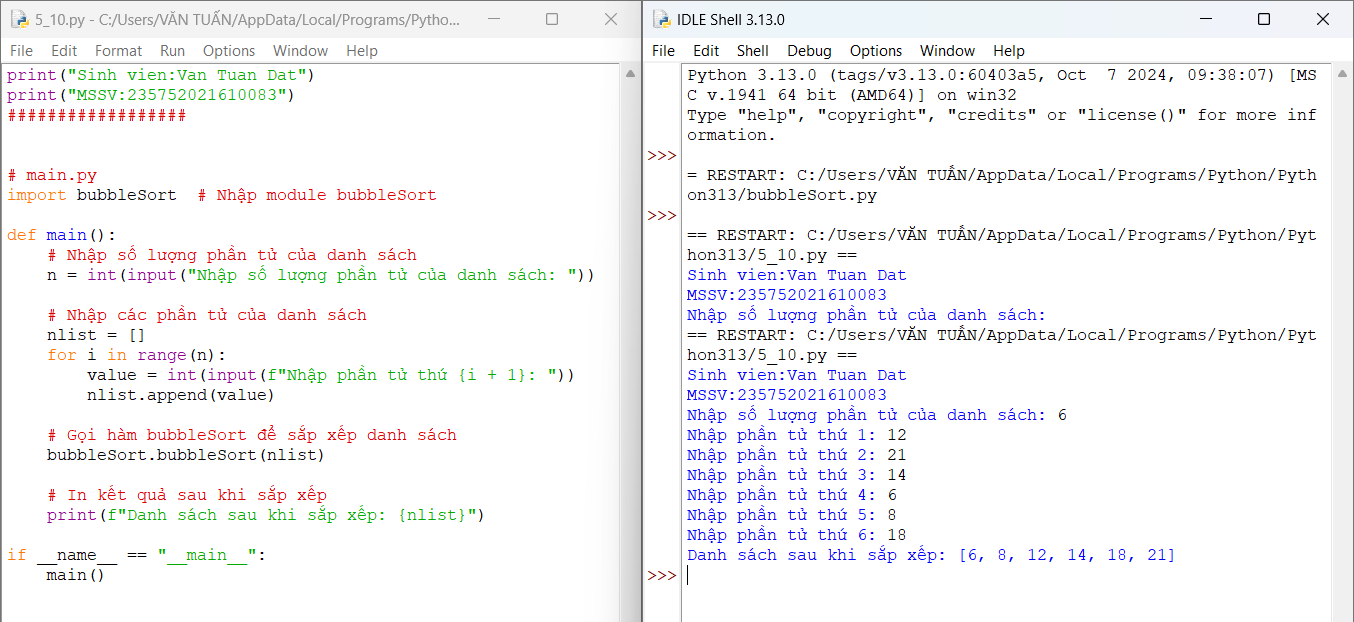 5_10.py - C:/Users/VĂN TUẤN/AppData/Local/Programs/Pytho...
File Edit Format Run Options Window Help
print("Sinh vien:Van Tuan Dat")
print("MSSV:235752021610083")
##################
# main.py
import bubbleSort  # Nhập module bubbleSort
def main():
    # Nhập số lượng phần tử của danh sách
    n = int(input("Nhập số lượng phần tử của danh sách: "))
    # Nhập các phần tử của danh sách
    nlist = []
    for i in range(n):
        value = int(input(f"Nhập phần tử thứ {i + 1}: "))
        nlist.append(value)
    # Gọi hàm bubbleSort để sắp xếp danh sách
    bubbleSort.bubbleSort(nlist)
    # In kết quả sau khi sắp xếp
    print(f"Danh sách sau khi sắp xếp: {nlist}")
if __name__ == "__main__":
    main()
IDLE Shell 3.13.0
File Edit Shell Debug Options Window Help
Python 3.13.0 (tags/v3.13.0:60403a5, Oct  7 2024, 09:38:07) [MS
C v.1941 64 bit (AMD64)] on win32
Type "help", "copyright", "credits" or "license()" for more inf
ormation.
>>>
= RESTART: C:/Users/VĂN TUẤN/AppData/Local/Programs/Python/Pyth
on313/bubbleSort.py
>>>
== RESTART: C:/Users/VĂN TUẤN/AppData/Local/Programs/Python/Pyt
hon313/5_10.py ==
Sinh vien:Van Tuan Dat
MSSV:235752021610083
Nhập số lượng phần tử của danh sách:
== RESTART: C:/Users/VĂN TUẤN/AppData/Local/Programs/Python/Pyt
hon313/5_10.py ==
Sinh vien:Van Tuan Dat
MSSV:235752021610083
Nhập số lượng phần tử của danh sách: 6
Nhập phần tử thứ 1: 12
Nhập phần tử thứ 2: 21
Nhập phần tử thứ 3: 14
Nhập phần tử thứ 4: 6
Nhập phần tử thứ 5: 8
Nhập phần tử thứ 6: 18
Danh sách sau khi sắp xếp: [6, 8, 12, 14, 18, 21]
>>>